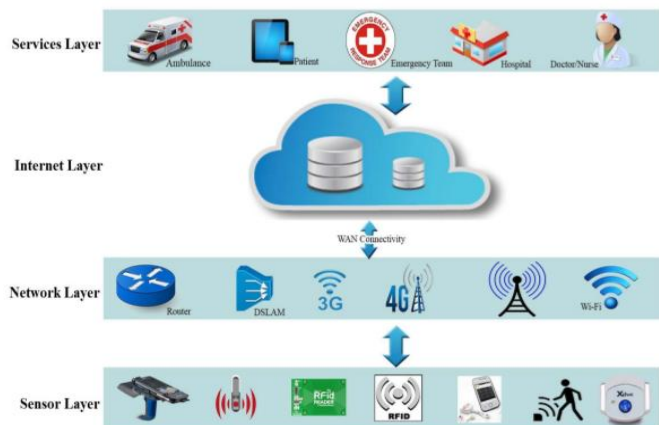 Services Layer
Ambulance
Patient
EMERGENCY
RESPONSE TEAM
Emergency Team
Hospital
Doctor/Nurse
Internet Layer
WAN Connectivity
Network Layer
Router
DSLAM
3G
4G
Wi-Fi
Sensor Layer
RFid
READER
RFID